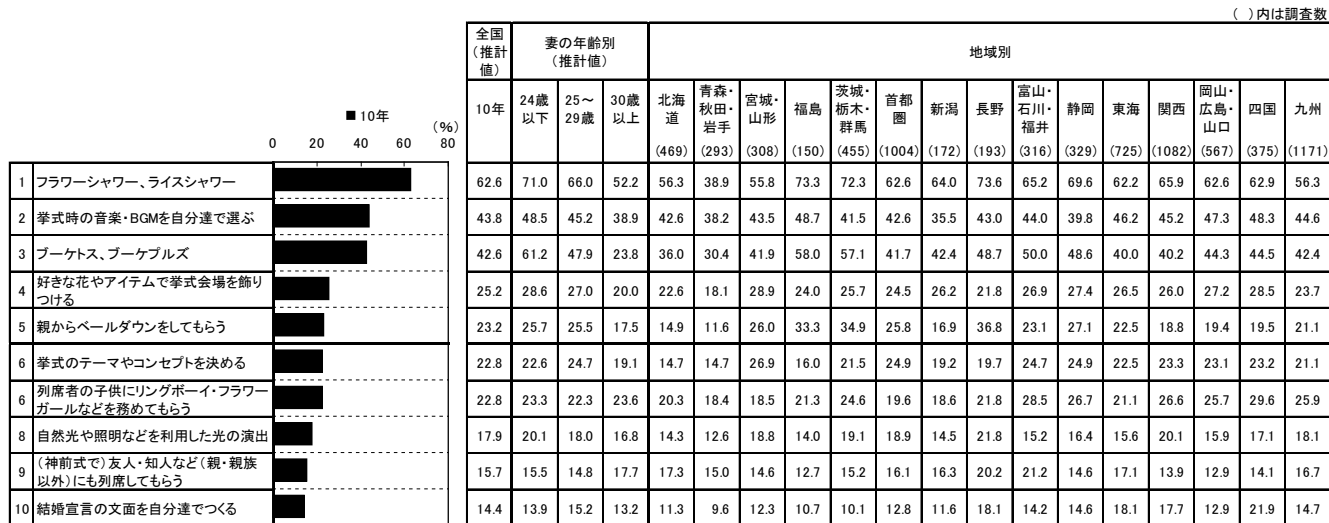 ( )内は調査数
全国(推計値) 妻の年齢別(推計値) 地域別
10年 24歳以下 25～29歳 30歳以上 北海道 青森・秋田・岩手 宮城・山形 福島 茨城・栃木・群馬 首都圏 新潟 長野 富山・石川・福井 静岡 東海 関西 岡山・広島・山口 四国 九州
(469) (293) (308) (150) (455) (1004) (172) (193) (316) (329) (725) (1082) (567) (375) (1171)
■10年
(%)
0 20 40 60 80
1 フラワーシャワー、ライスシャワー 62.6 71.0 66.0 52.2 56.3 38.9 55.8 73.3 72.3 62.6 64.0 73.6 65.2 69.6 62.2 65.9 62.6 62.9 56.3
2 挙式時の音楽・BGMを自分達で選ぶ 43.8 48.5 45.2 38.9 42.6 38.2 43.5 48.7 41.5 42.6 35.5 43.0 44.0 39.8 46.2 45.2 47.3 48.3 44.6
3 ブーケトス、ブーケプルズ 42.6 61.2 47.9 23.8 36.0 30.4 41.9 58.0 57.1 41.7 42.4 48.7 50.0 48.6 40.0 40.2 44.3 44.5 42.4
4 好きな花やアイテムで挙式会場を飾り
つける 25.2 28.6 27.0 20.0 22.6 18.1 28.9 24.0 25.7 24.5 26.2 21.8 26.9 27.4 26.5 26.0 27.2 28.5 23.7
5 親からベールダウンをしてもらう 23.2 25.7 25.5 17.5 14.9 11.6 26.0 33.3 34.9 25.8 16.9 36.8 23.1 27.1 22.5 18.8 19.4 19.5 21.1
6 挙式のテーマやコンセプトを決める 22.8 22.6 24.7 19.1 14.7 14.7 26.9 16.0 21.5 24.9 19.2 19.7 24.7 24.9 22.5 23.3 23.1 23.2 21.1
6 列席者の子供にリングボーイ・フラワー
ガールなどを務めてもらう 22.8 23.3 22.3 23.6 20.3 18.4 18.5 21.3 24.6 19.6 18.6 21.8 28.5 26.7 21.1 26.6 25.7 29.6 25.9
8 自然光や照明などを利用した光の演出 17.9 20.1 18.0 16.8 14.3 12.6 18.8 14.0 19.1 18.9 14.5 21.8 15.2 16.4 15.6 20.1 15.9 17.1 18.1
9 (神前式で)友人・知人など(親・親族
以外)にも列席してもらう 15.7 15.5 14.8 17.7 17.3 15.0 14.6 12.7 15.2 16.1 16.3 20.2 21.2 14.6 17.1 13.9 12.9 14.1 16.7
10 結婚宣言の文面を自分達でつくる 14.4 13.9 15.2 13.2 11.3 9.6 12.3 10.7 10.1 12.8 11.6 18.1 14.2 14.6 18.1 17.7 12.9 21.9 14.7